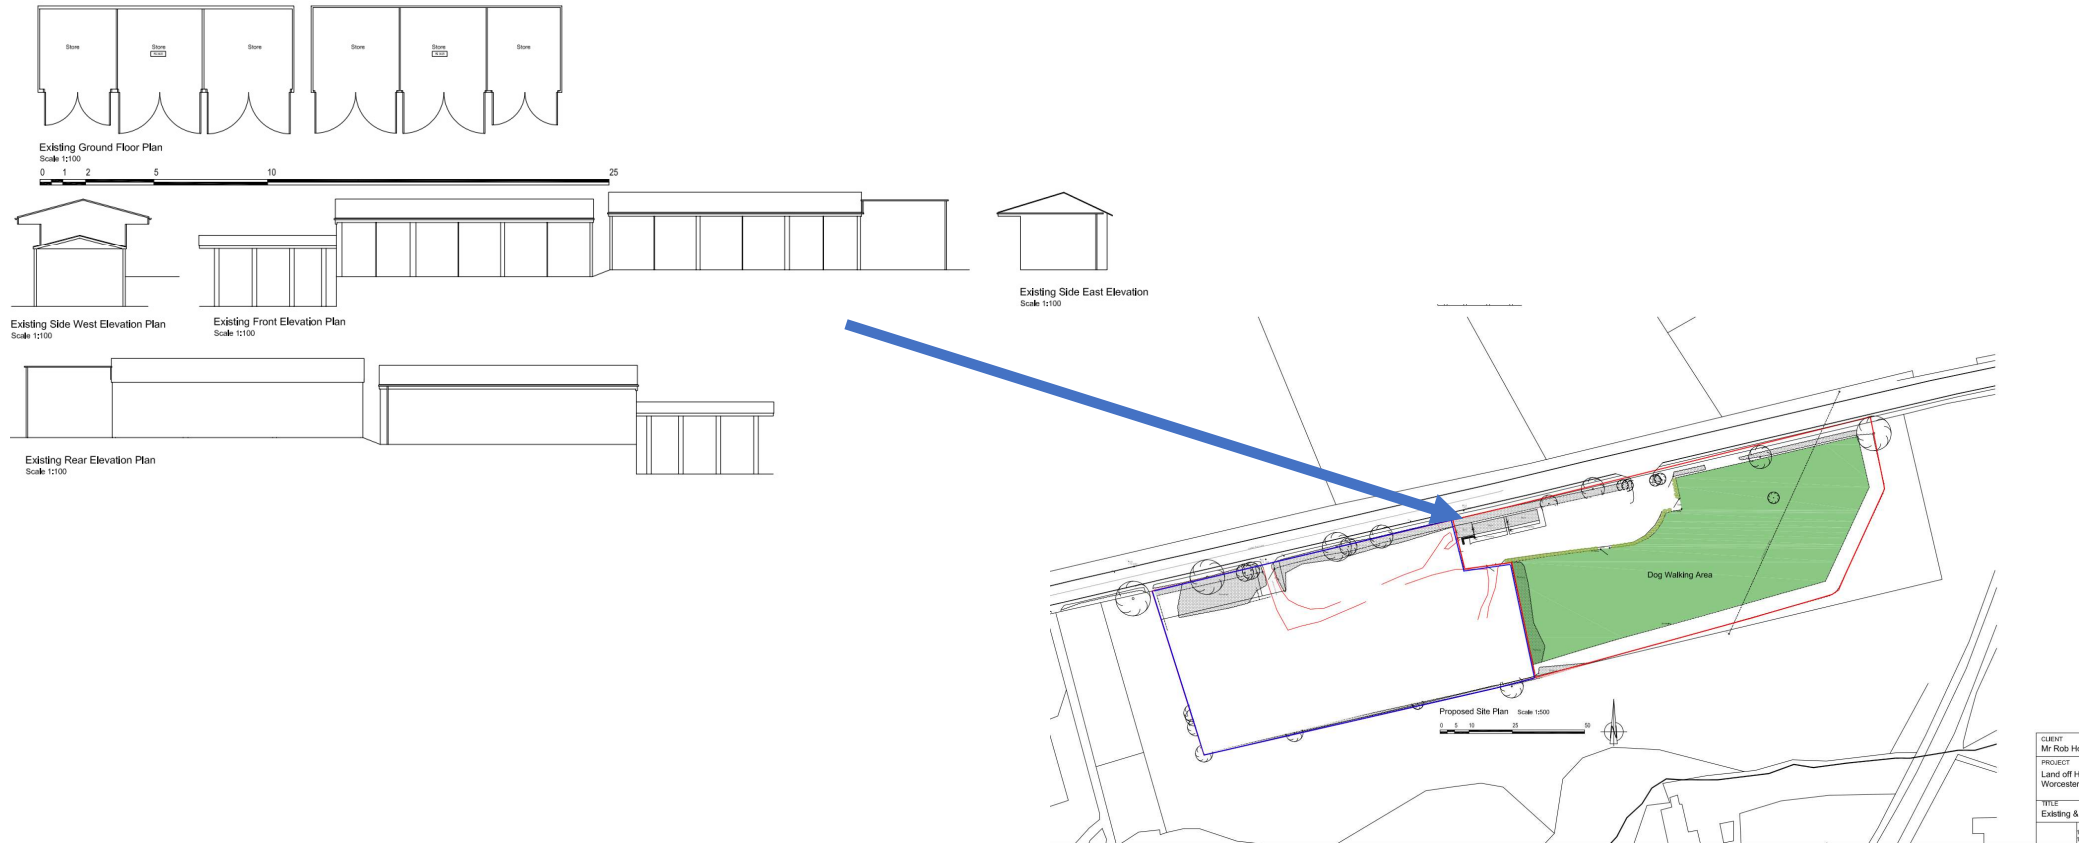 Store
Store
Store
Store
Store
Store
Existing Ground Floor Plan
Scale 1:100
0 1 2 5 10 25
Existing Side West Elevation Plan
Scale 1:100
Existing Front Elevation Plan
Scale 1:100
Existing Side East Elevation
Scale 1:100
Existing Rear Elevation Plan
Scale 1:100
Dog Walking Area
Proposed Site Plan Scale 1:500
0 5 10 25 50
N
CLIENT
Mr Rob Ho
PROJECT
Land off H
Worcester
TITLE
Existing &